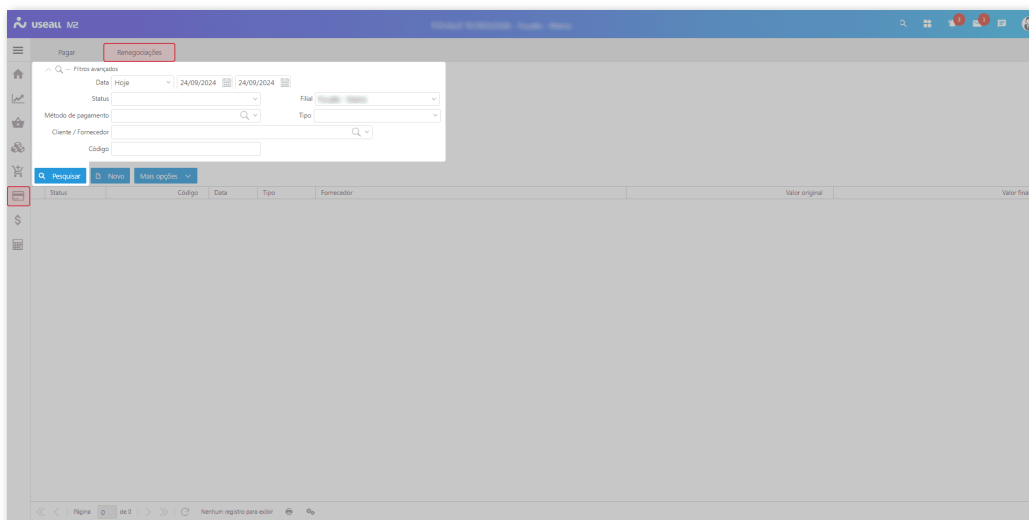 useall M2
3 3
Pagar Renegociações
Filtros avançados
Data Hoje 24/09/2024 24/09/2024
Status Filial
Método de pagamento Tipo
Cliente / Fornecedor
Código
Pesquisar Novo Mais opções
Status Código Data Tipo Fornecedor Valor original Valor final
Página 0 de 0 Nenhum registro para exibir